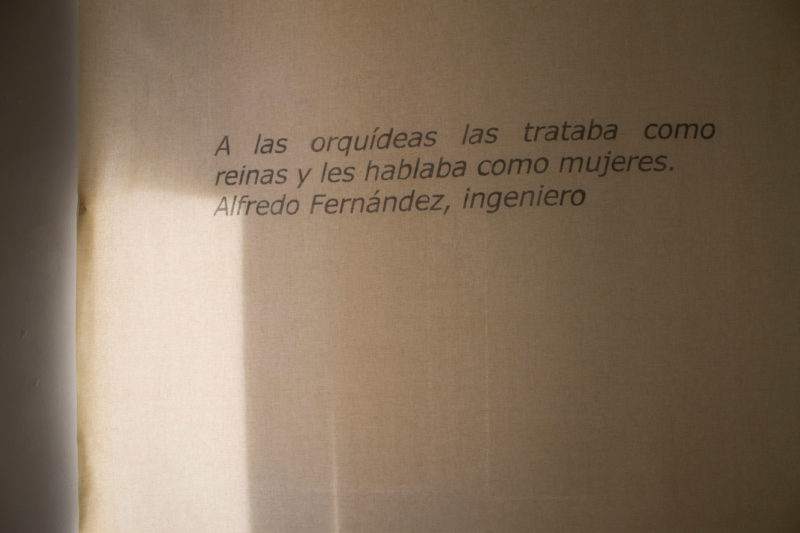 A las orquídeas las trataba como
reinas y les hablaba como mujeres.
Alfredo Fernández, ingeniero